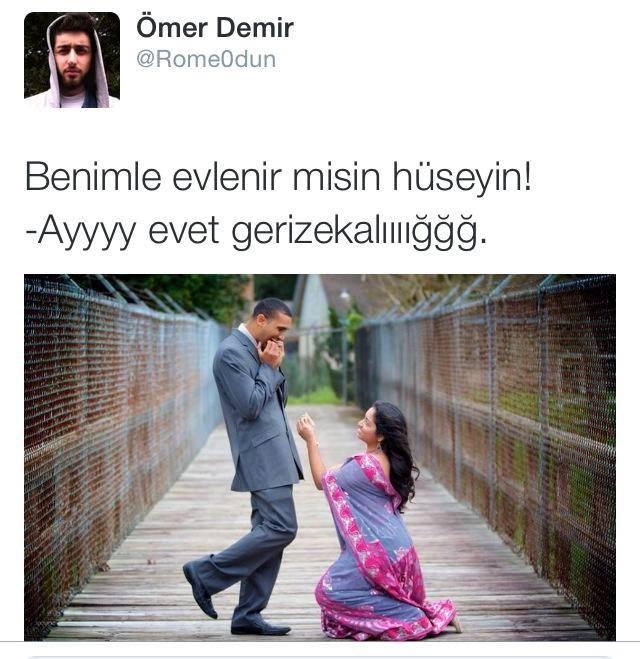 Ömer Demir
@Rome0dun
Benimle evlenir misin hüseyin!
-Ayyyy evet gerizekalıııığğğ.